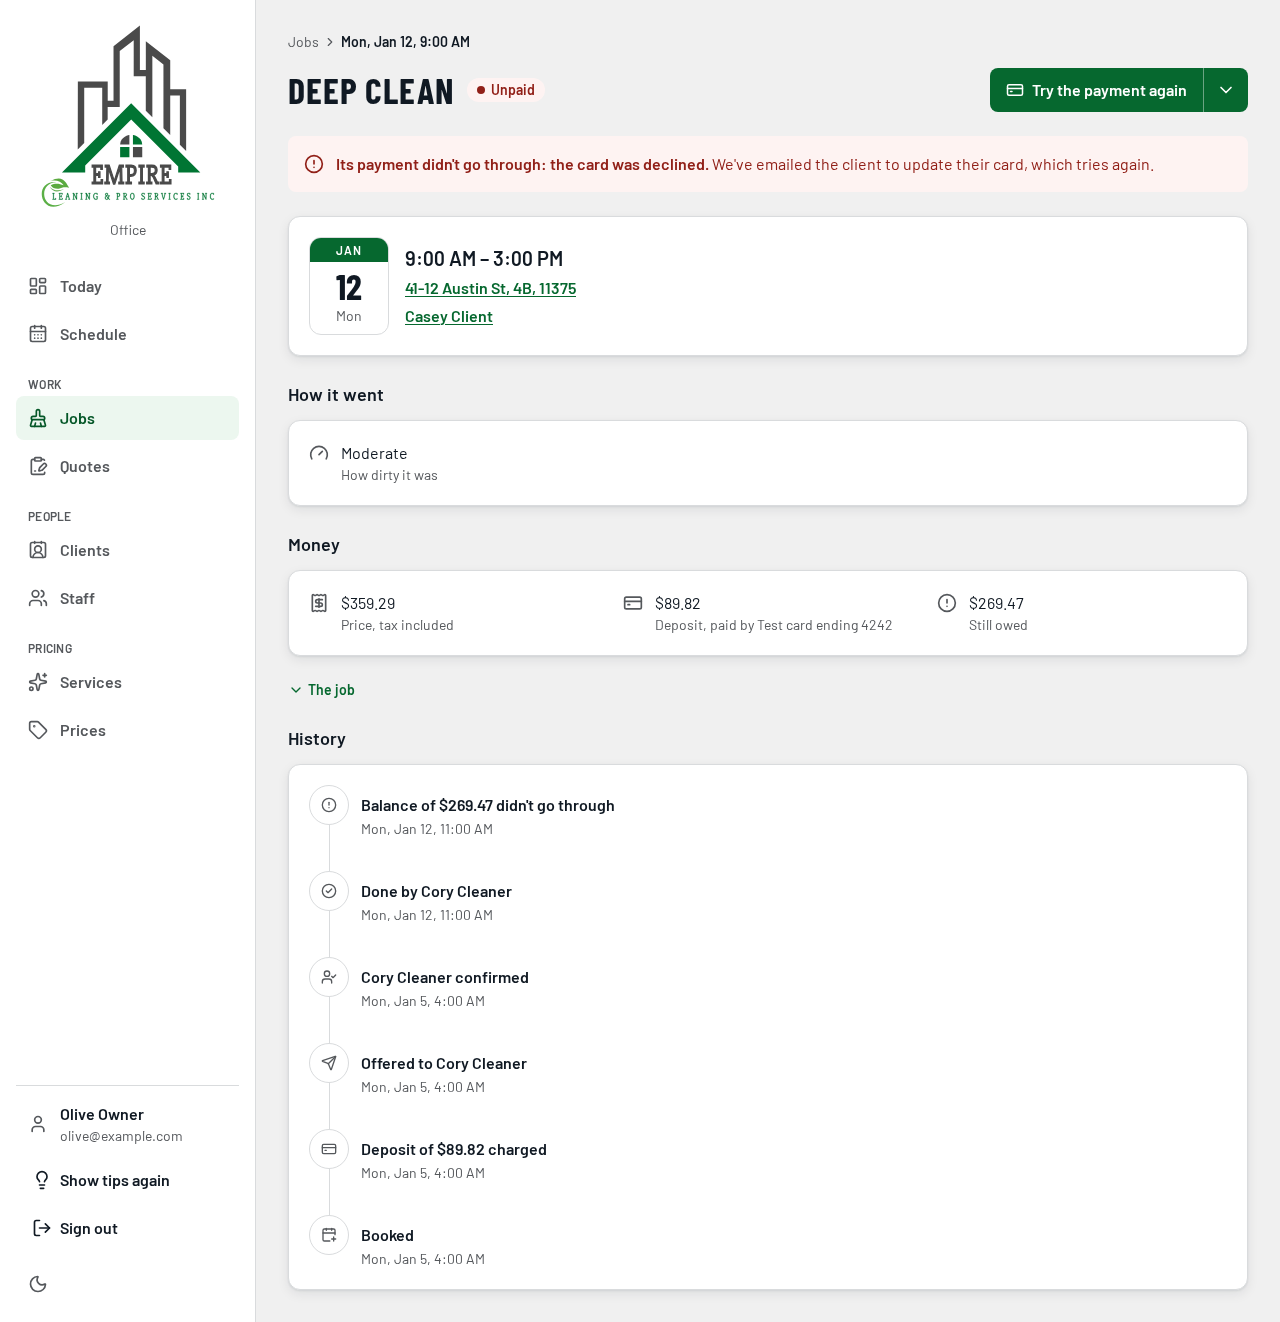 EMPIRE
CLEANING & PRO SERVICES INC
Office
Today
Schedule
WORK
Jobs
Quotes
PEOPLE
Clients
Staff
PRICING
Services
Prices
Olive Owner
olive@example.com
Show tips again
Sign out
Jobs > Mon, Jan 12, 9:00 AM
DEEP CLEAN
Unpaid
Try the payment again
Its payment didn't go through: the card was declined. We've emailed the client to update their card, which tries again.
JAN
12
Mon
9:00 AM – 3:00 PM
41-12 Austin St, 4B, 11375
Casey Client
How it went
Moderate
How dirty it was
Money
$359.29
Price, tax included
$89.82
Deposit, paid by Test card ending 4242
$269.47
Still owed
The job
History
Balance of $269.47 didn't go through
Mon, Jan 12, 11:00 AM
Done by Cory Cleaner
Mon, Jan 12, 11:00 AM
Cory Cleaner confirmed
Mon, Jan 5, 4:00 AM
Offered to Cory Cleaner
Mon, Jan 5, 4:00 AM
Deposit of $89.82 charged
Mon, Jan 5, 4:00 AM
Booked
Mon, Jan 5, 4:00 AM